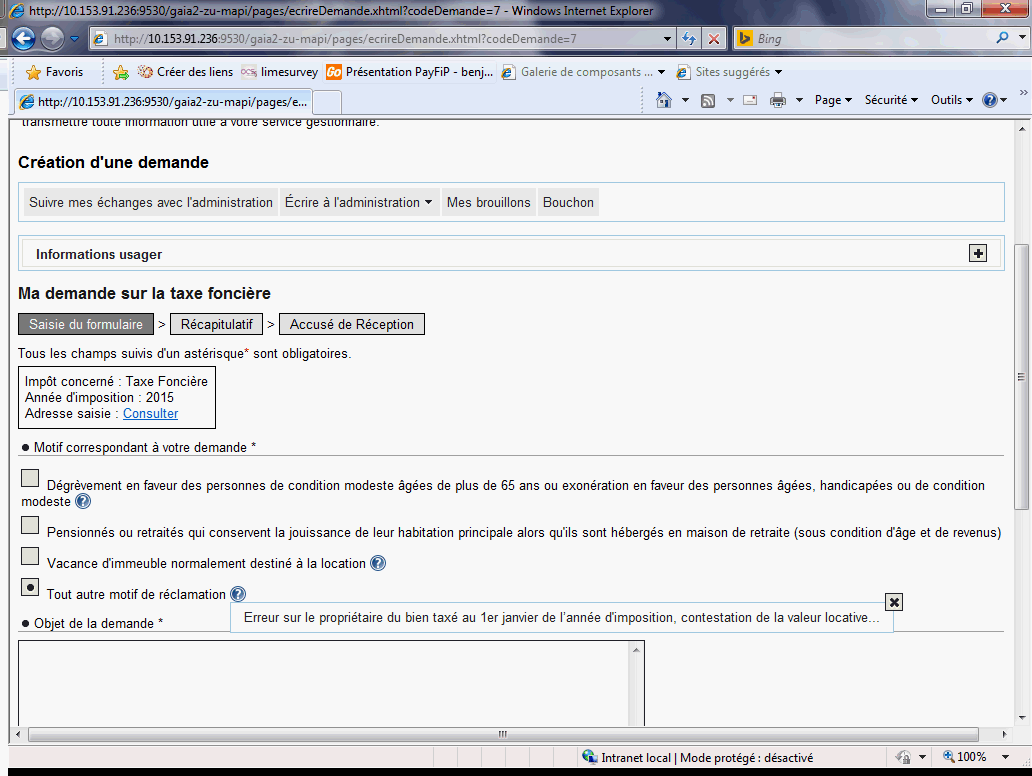 http://10.153.91.236:9530/gaia2-zu-mapi/pages/ecrireDemande.xhtml?codeDemande=7 - Windows Internet Explorer
http://10.153.91.236:9530/gaia2-zu-mapi/pages/ecrireDemande.xhtml?codeDemande=7 Bing
Favoris Créer des liens limesurvey Présentation PayFiP - benj... Galerie de composants ... Sites suggérés
http://10.153.91.236:9530/gaia2-zu-mapi/pages/e... Page Sécurité Outils
transmettre toute information utile à votre service gestionnaire.
Création d'une demande
Suivre mes échanges avec l'administration Écrire à l'administration Mes brouillons Bouchon
Informations usager
Ma demande sur la taxe foncière
Saisie du formulaire > Récapitulatif > Accusé de Réception
Tous les champs suivis d'un astérisque* sont obligatoires.
Impôt concerné : Taxe Foncière
Année d'imposition : 2015
Adresse saisie : Consulter
● Motif correspondant à votre demande *
Dégrèvement en faveur des personnes de condition modeste âgées de plus de 65 ans ou exonération en faveur des personnes âgées, handicapées ou de condition
modeste
Pensionnés ou retraités qui conservent la jouissance de leur habitation principale alors qu'ils sont hébergés en maison de retraite (sous condition d'âge et de revenus)
Vacance d'immeuble normalement destiné à la location
Tout autre motif de réclamation
Erreur sur le propriétaire du bien taxé au 1er janvier de l'année d'imposition, contestation de la valeur locative...
● Objet de la demande *
Intranet local | Mode protégé : désactivé 100%